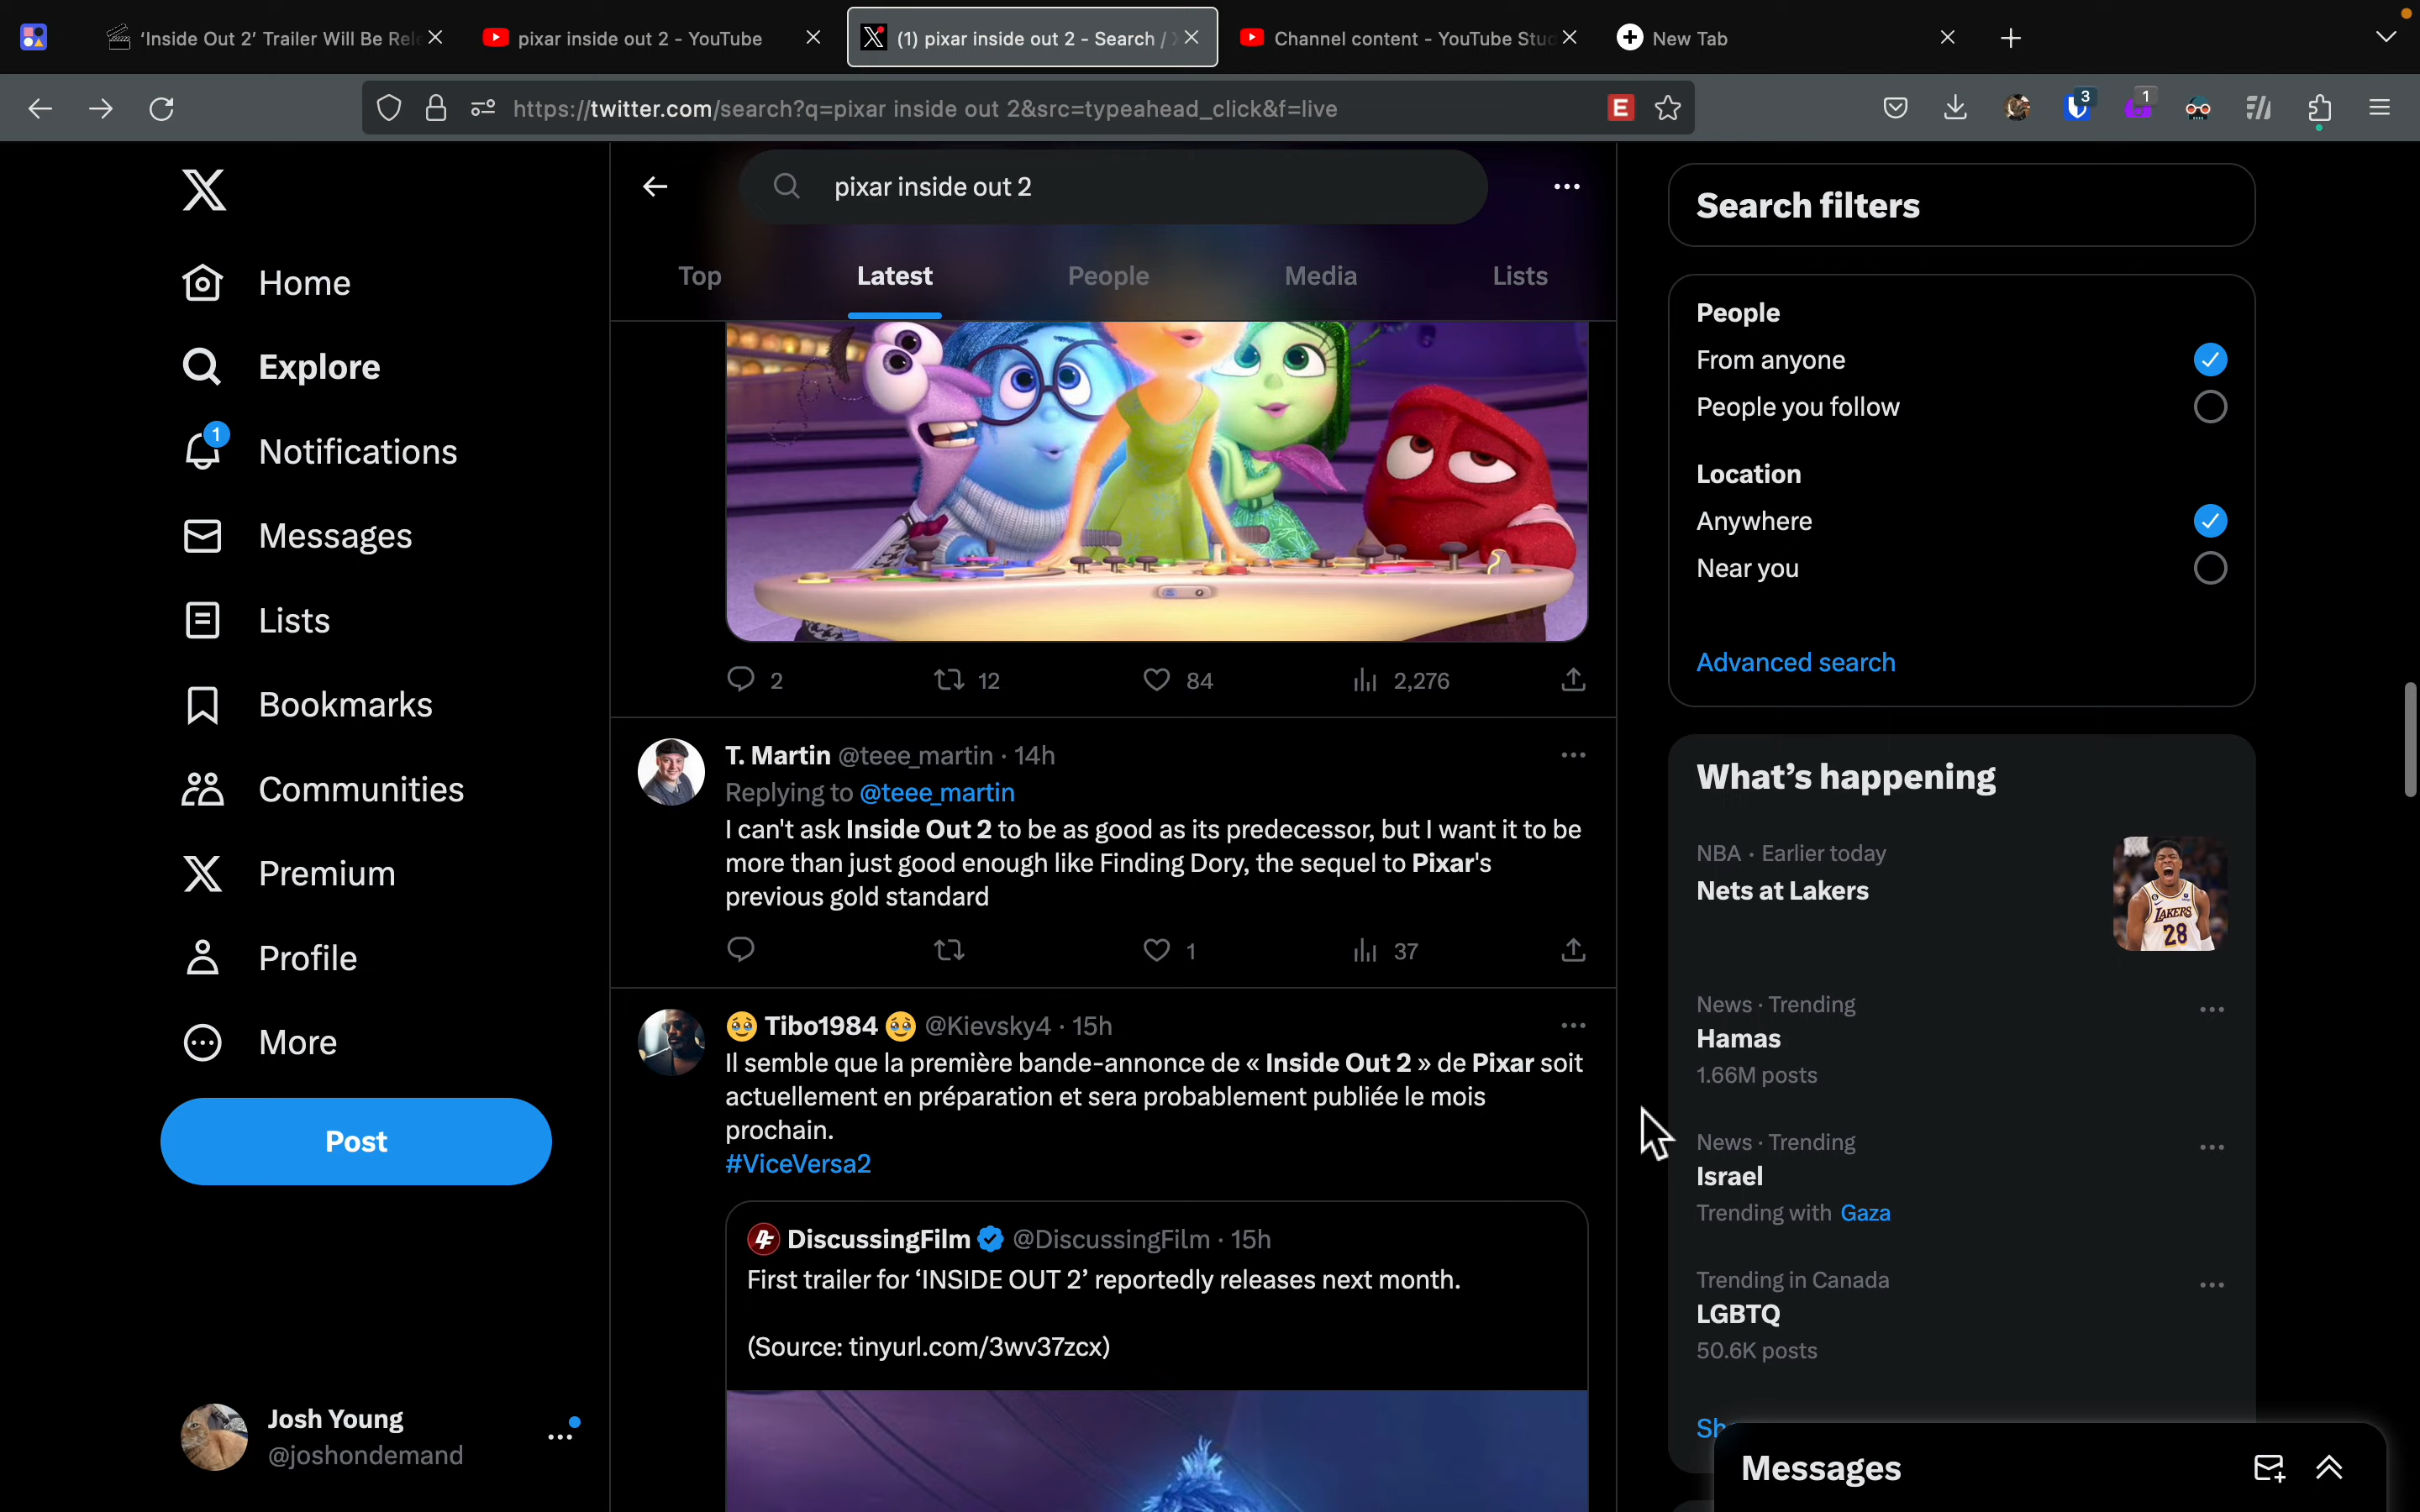 'Inside Out 2' Trailer Will Be Rele
pixar inside out 2 - YouTube
(1) pixar inside out 2 - Search /
Channel content - YouTube Stud
New Tab
https://twitter.com/search?q=pixar inside out 2&src=typeahead_click&f=live
E
3
1
pixar inside out 2
Top
Latest
People
Media
Lists
Home
Explore
1
Notifications
Messages
Lists
Bookmarks
Communities
Premium
Profile
More
Post
Josh Young
@joshondemand
2
12
84
2,276
T. Martin @teee_martin · 14h
Replying to @teee_martin
I can't ask Inside Out 2 to be as good as its predecessor, but I want it to be
more than just good enough like Finding Dory, the sequel to Pixar's
previous gold standard
1
37
🥹 Tibo1984 🥹 @Kievsky4 · 15h
Il semble que la première bande-annonce de « Inside Out 2 » de Pixar soit
actuellement en préparation et sera probablement publiée le mois
prochain.
#ViceVersa2
DiscussingFilm @DiscussingFilm · 15h
First trailer for ‘INSIDE OUT 2’ reportedly releases next month.
(Source: tinyurl.com/3wv37zcx)
Search filters
People
From anyone
People you follow
Location
Anywhere
Near you
Advanced search
What’s happening
NBA · Earlier today
Nets at Lakers
LAKERS
28
News · Trending
Hamas
1.66M posts
News · Trending
Israel
Trending with Gaza
Trending in Canada
LGBTQ
50.6K posts
Sh
Messages